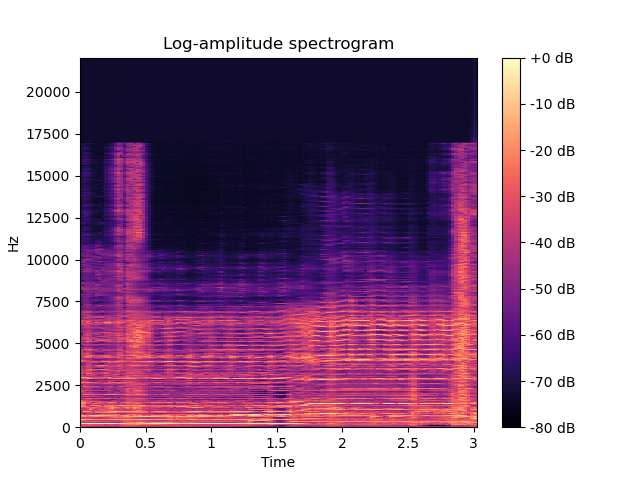 Log-amplitude spectrogram
Hz
20000
17500
15000
12500
10000
7500
5000
2500
0
0
0.5
1
1.5
2
2.5
3
Time
+0 dB
-10 dB
-20 dB
-30 dB
-40 dB
-50 dB
-60 dB
-70 dB
-80 dB